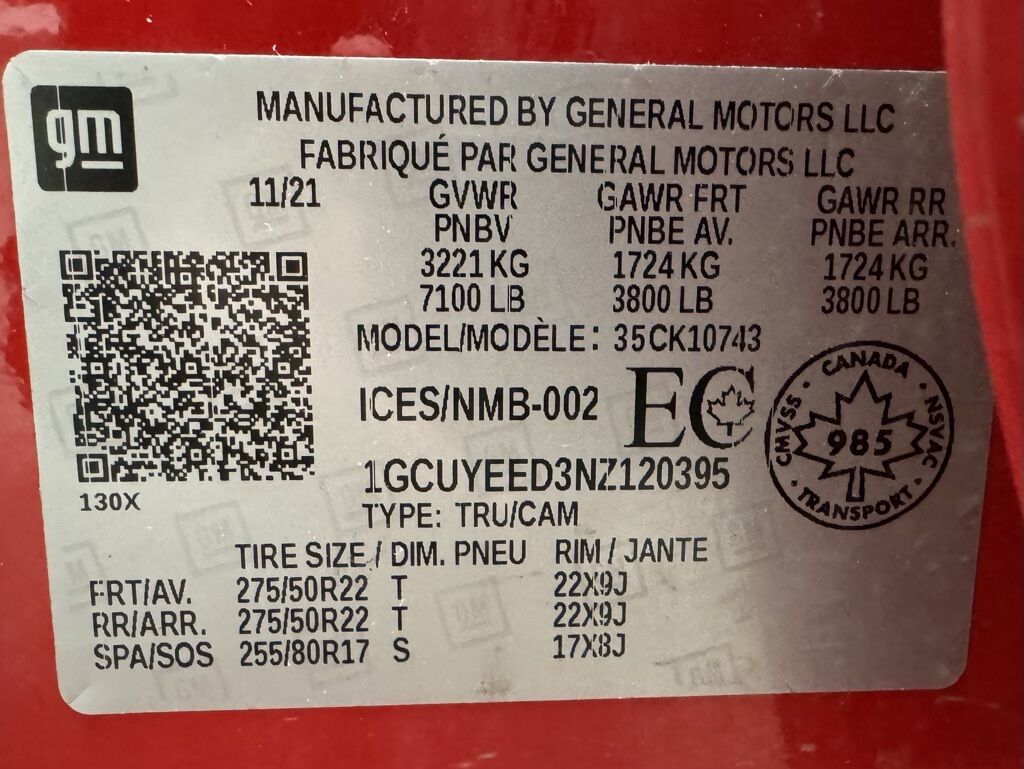 gm
MANUFACTURED BY GENERAL MOTORS LLC
FABRIQUÉ PAR GENERAL MOTORS LLC
11/21 GVWR GAWR FRT GAWR RR
PNBV PNBE AV. PNBE ARR.
3221 KG 1724 KG 1724 KG
7100 LB 3800 LB 3800 LB
MODEL/MODÈLE: 35CK10743
ICES/NMB-002 EC
CANADA
CMVSS 985 NSVAC
TRANSPORT
1GCUYEED3NZ120395
130X
TYPE: TRU/CAM
TIRE SIZE / DIM. PNEU RIM / JANTE
FRT/AV. 275/50R22 T 22X9J
RR/ARR. 275/50R22 T 22X9J
SPA/SOS 255/80R17 S 17X8J